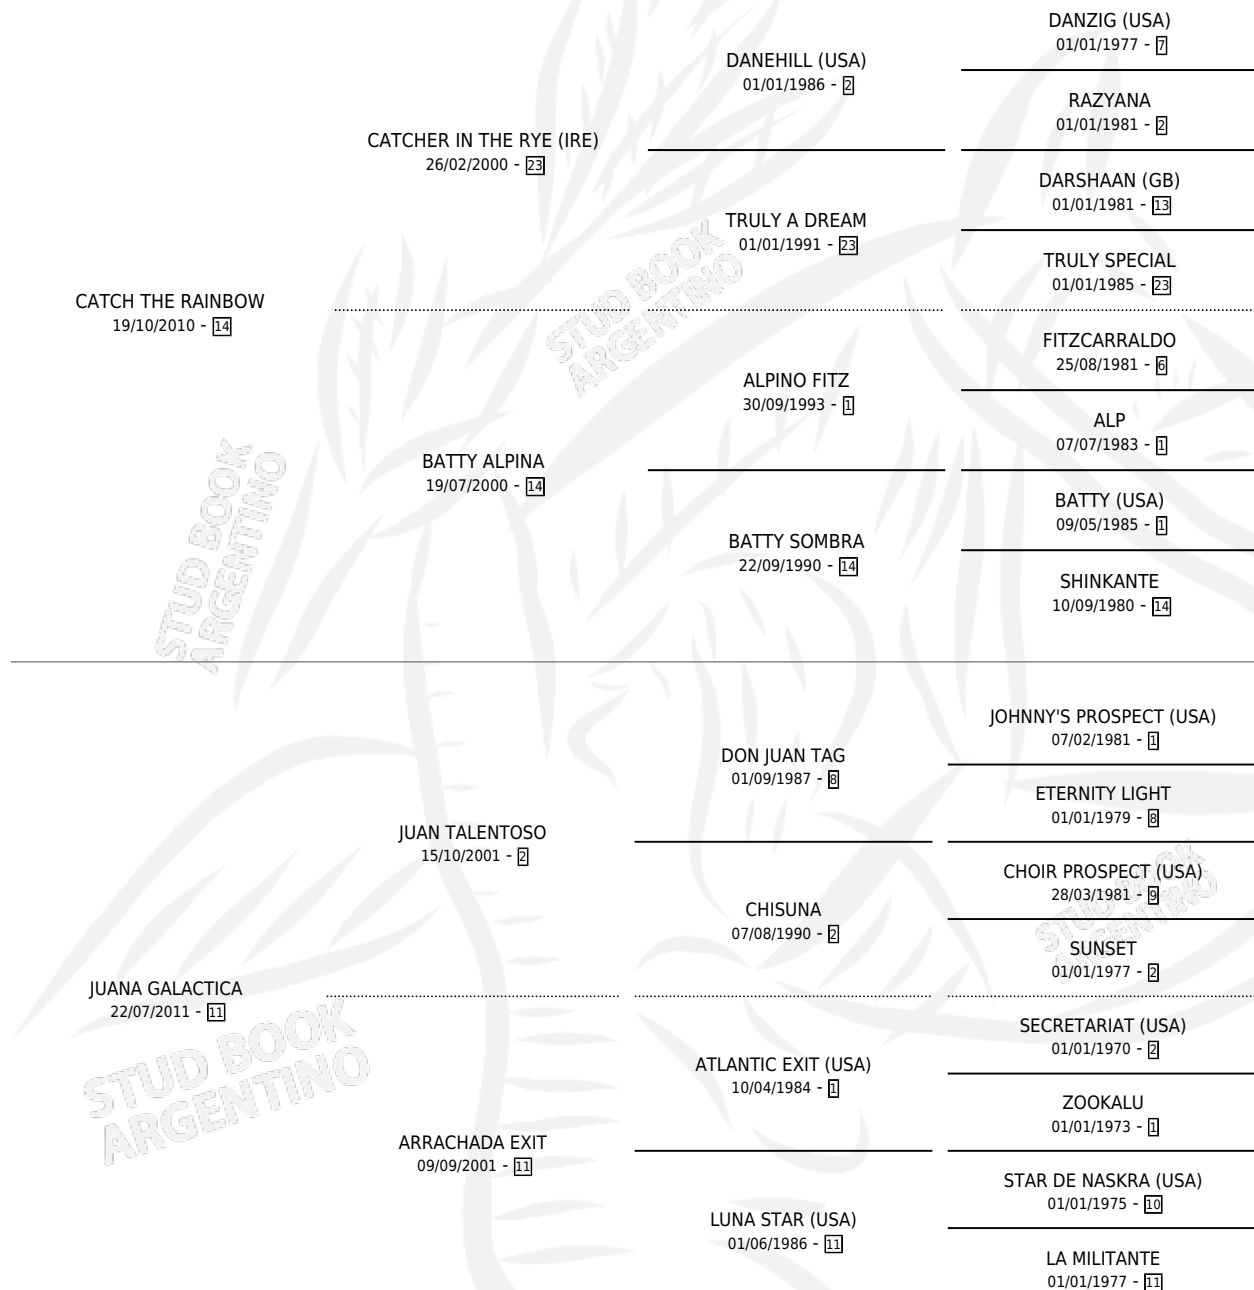 DANZIG (USA)
01/01/1977 - 7
DANEHILL (USA)
01/01/1986 - 2
RAZYANA
01/01/1981 - 2
CATCHER IN THE RYE (IRE)
26/02/2000 - 23
DARSHAAN (GB)
01/01/1981 - 13
TRULY A DREAM
01/01/1991 - 23
TRULY SPECIAL
01/01/1985 - 23
CATCH THE RAINBOW
19/10/2010 - 14
FITZCARRALDO
25/08/1981 - 6
ALPINO FITZ
30/09/1993 - 1
ALP
07/07/1983 - 1
BATTY ALPINA
19/07/2000 - 14
BATTY (USA)
09/05/1985 - 1
BATTY SOMBRA
22/09/1990 - 14
SHINKANTE
10/09/1980 - 14
JOHNNY'S PROSPECT (USA)
07/02/1981 - 1
DON JUAN TAG
01/09/1987 - 8
ETERNITY LIGHT
01/01/1979 - 8
JUAN TALENTOSO
15/10/2001 - 2
CHOIR PROSPECT (USA)
28/03/1981 - 9
CHISUNA
07/08/1990 - 2
SUNSET
01/01/1977 - 2
JUANA GALACTICA
22/07/2011 - 11
SECRETARIAT (USA)
01/01/1970 - 2
ATLANTIC EXIT (USA)
10/04/1984 - 1
ZOOKALU
01/01/1973 - 1
ARRACHADA EXIT
09/09/2001 - 11
STAR DE NASKRA (USA)
01/01/1975 - 10
LUNA STAR (USA)
01/06/1986 - 11
LA MILITANTE
01/01/1977 - 11
STUD BOOK
ARGENTINO
STUD BOOK
ARGENTINO
STUD BOOK
ARGENTINO
STUD BOOK
ARGENTINO